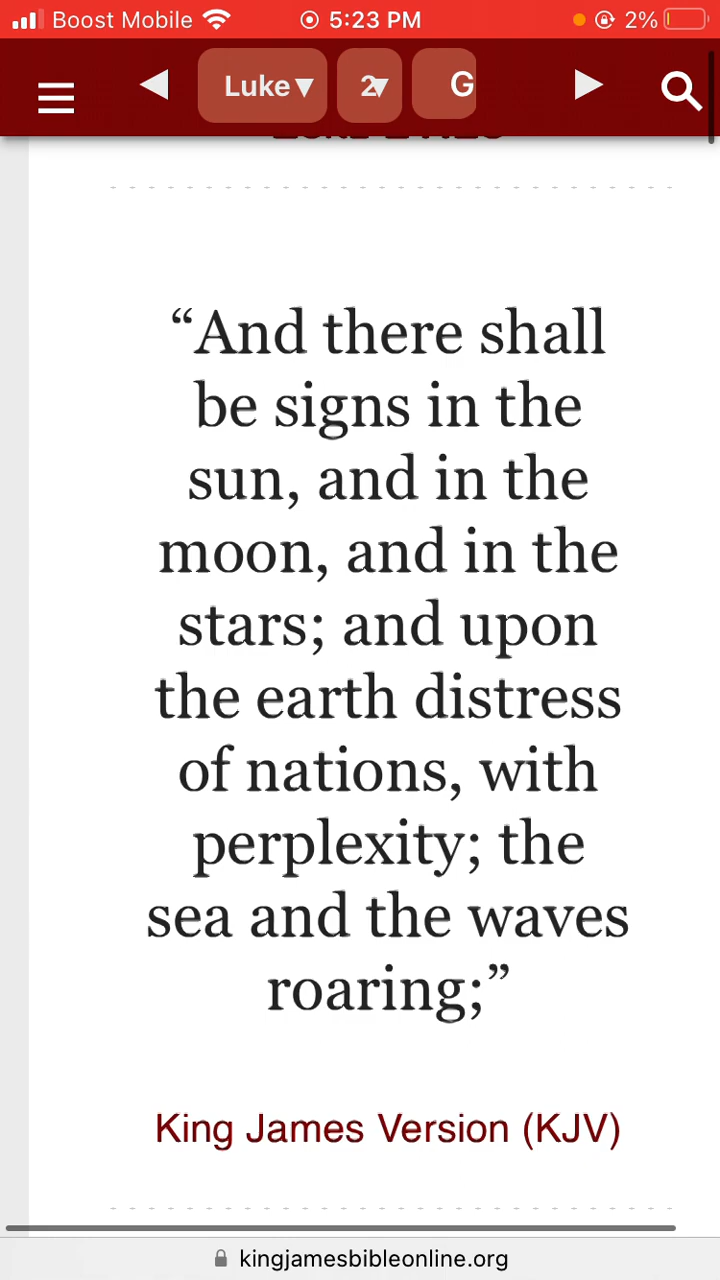 Boost Mobile 5:23 PM 2%
Luke▼ 2▼ G
“And there shall
be signs in the
sun, and in the
moon, and in the
stars; and upon
the earth distress
of nations, with
perplexity; the
sea and the waves
roaring;”
King James Version (KJV)
kingjamesbibleonline.org